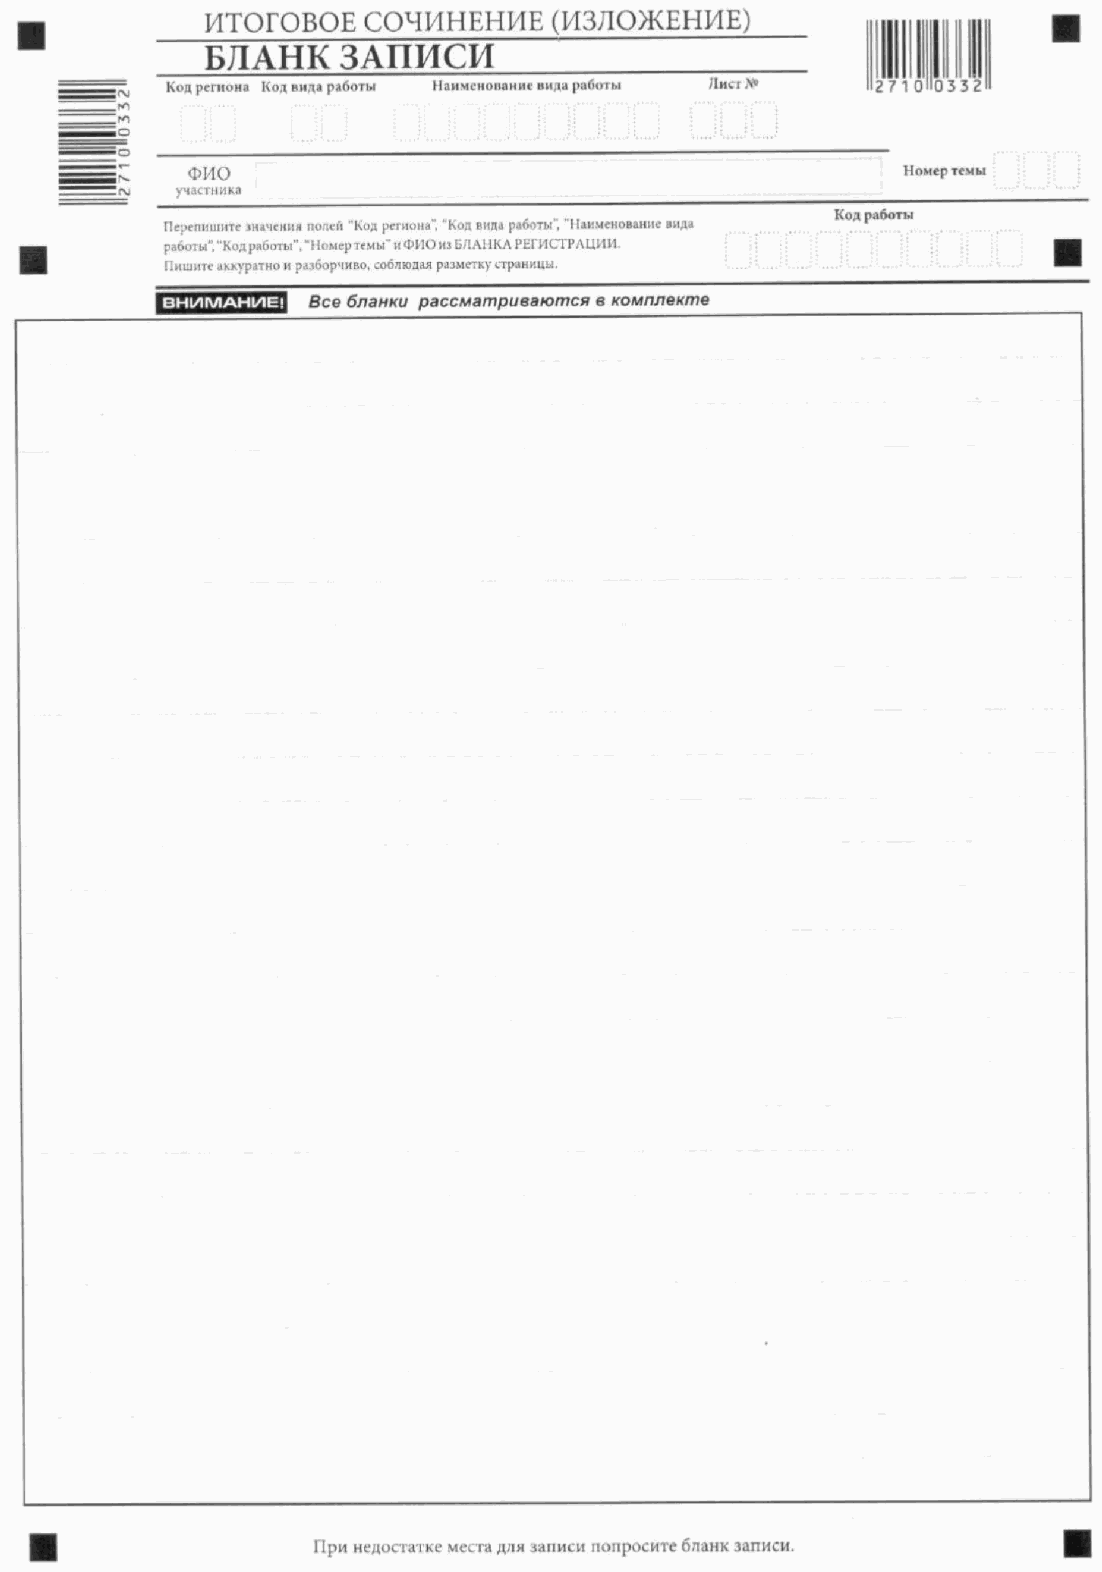 ИТОГОВОЕ СОЧИНЕНИЕ (ИЗЛОЖЕНИЕ)
БЛАНК ЗАПИСИ
Код региона Код вида работы Наименование вида работы Лист №
2710 0332
2710 0332
ФИО участника
Номер темы
Перепишите значения полей "Код региона", "Код вида работы", "Наименование вида
работы", "Код работы", "Номер темы" и ФИО из БЛАНКА РЕГИСТРАЦИИ.
Пишите аккуратно и разборчиво, соблюдая разметку страницы.
Код работы
ВНИМАНИЕ! Все бланки рассматриваются в комплекте
При недостатке места для записи попросите бланк записи.